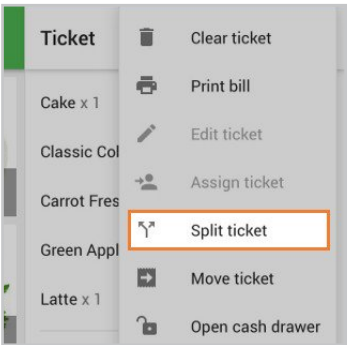 Ticket
Clear ticket
Print bill
Cake x 1
Edit ticket
Classic Col
Assign ticket
Carrot Fres
Split ticket
Green Appl
Move ticket
Latte x 1
Open cash drawer